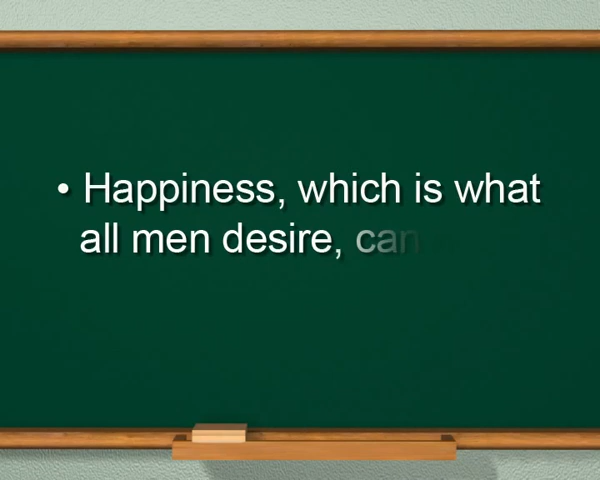 • Happiness, which is what
all men desire, can